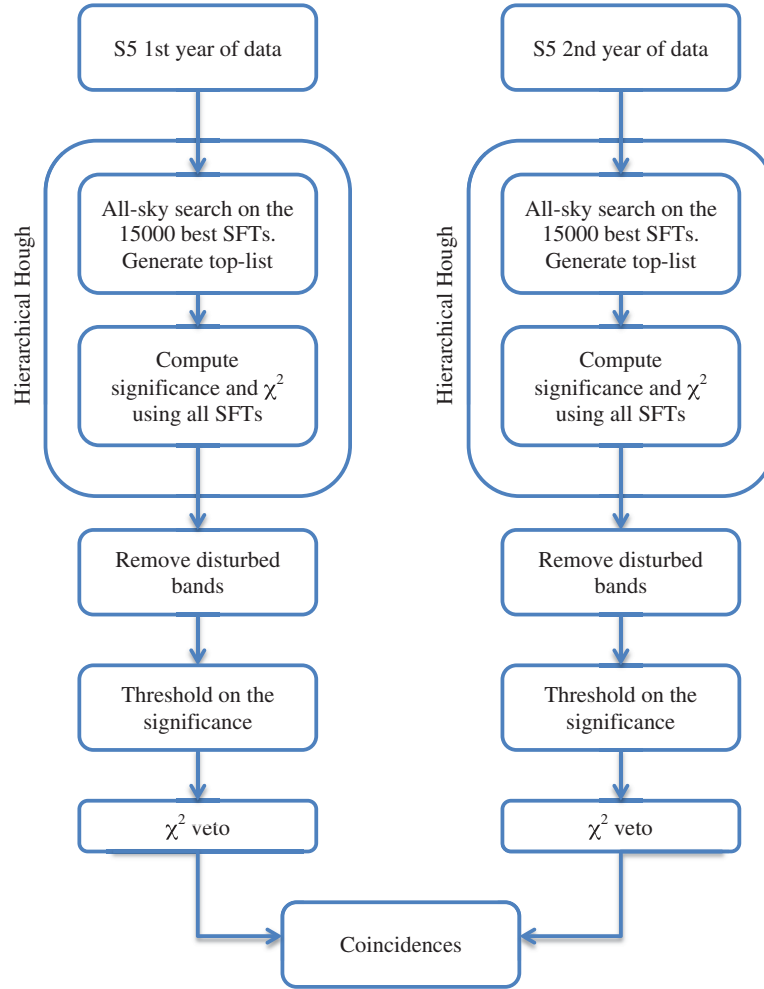 S5 1st year of data
Hierarchical Hough
All-sky search on the
15000 best SFTs.
Generate top-list
Compute
significance and χ²
using all SFTs
Remove disturbed
bands
Threshold on the
significance
χ² veto
S5 2nd year of data
Hierarchical Hough
All-sky search on the
15000 best SFTs.
Generate top-list
Compute
significance and χ²
using all SFTs
Remove disturbed
bands
Threshold on the
significance
χ² veto
Coincidences